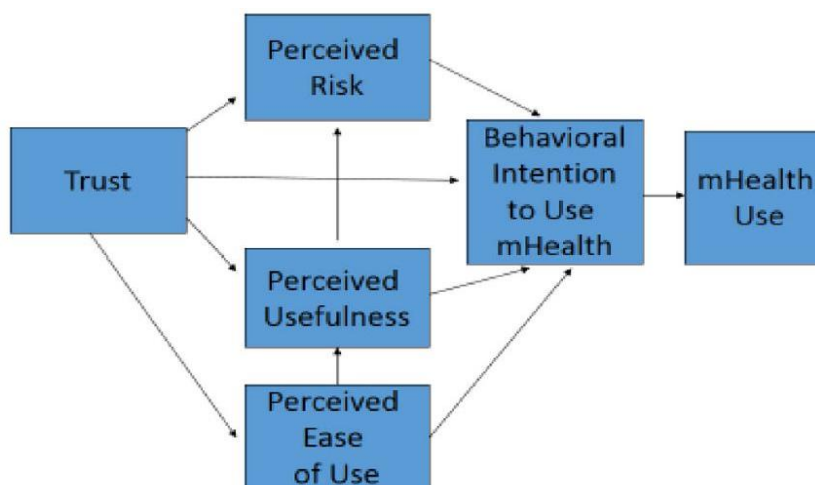 Perceived
Risk
Trust
Behavioral
Intention
to Use
mHealth
mHealth
Use
Perceived
Usefulness
Perceived
Ease
of Use